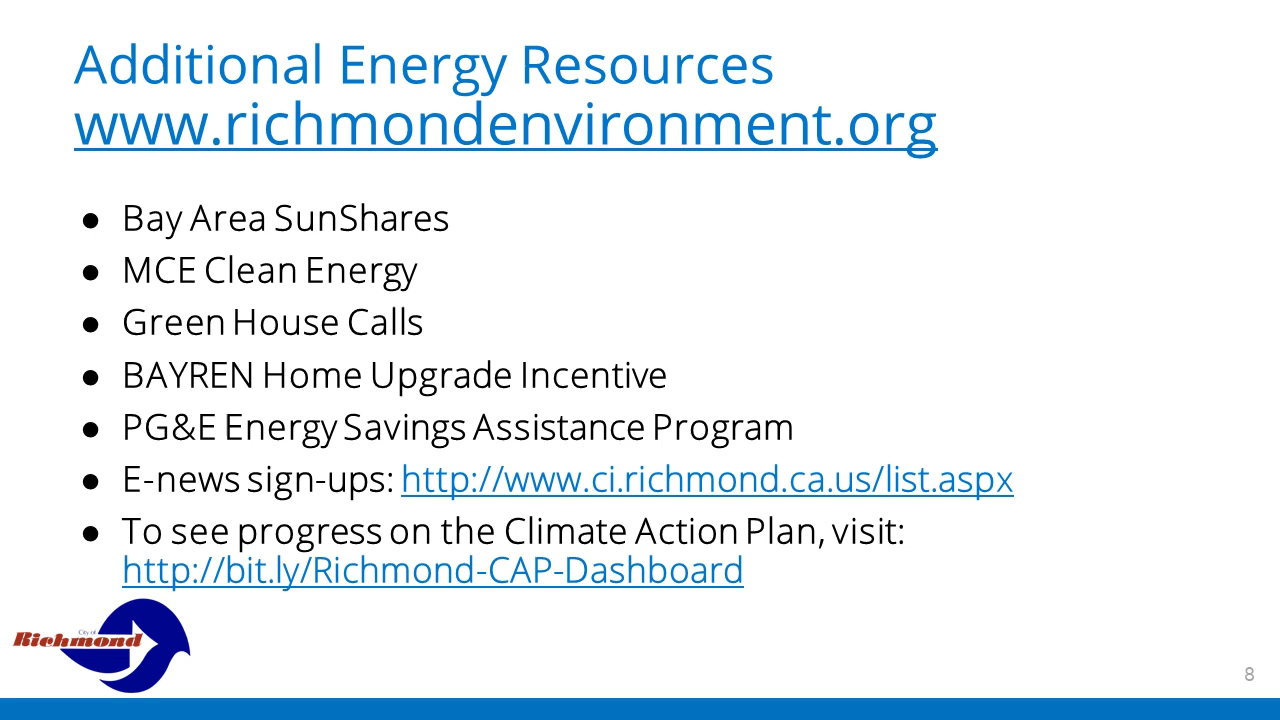 Additional Energy Resources
www.richmondenvironment.org
● Bay Area SunShares
● MCE Clean Energy
● Green House Calls
● BAYREN Home Upgrade Incentive
● PG&E Energy Savings Assistance Program
● E-news sign-ups: http://www.ci.richmond.ca.us/list.aspx
● To see progress on the Climate Action Plan, visit:
http://bit.ly/Richmond-CAP-Dashboard
City of
Richmond
8